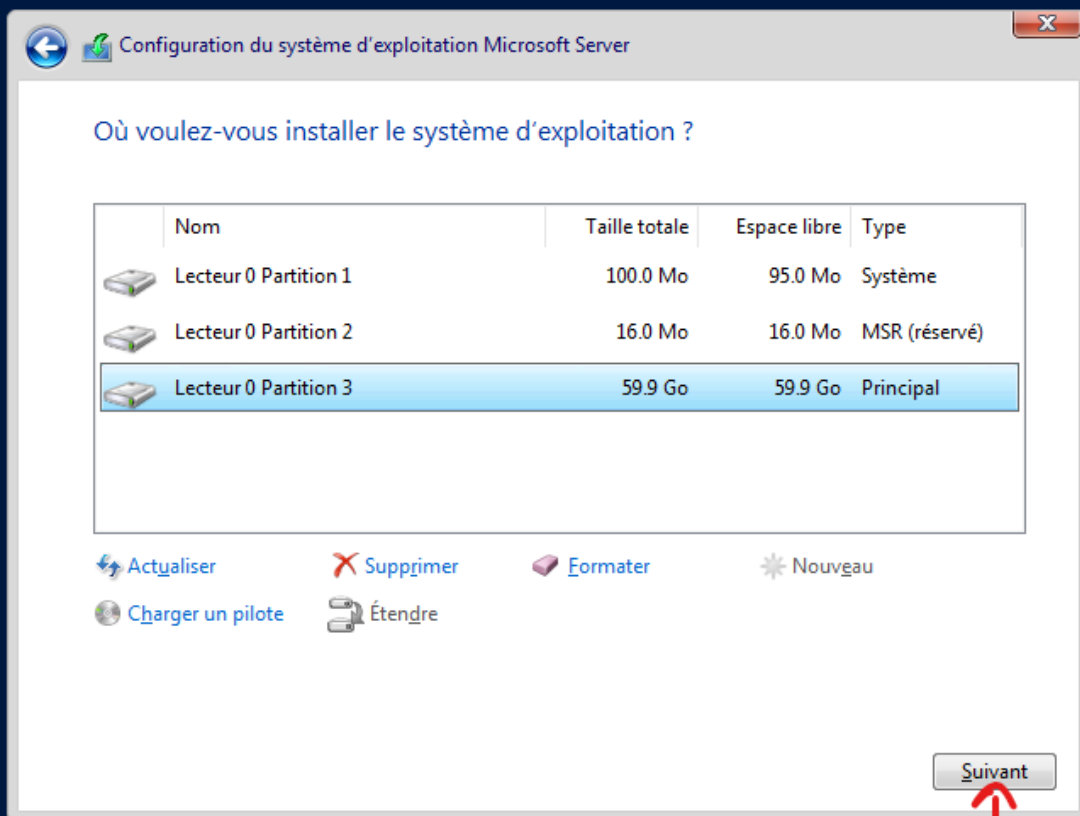 Configuration du système d'exploitation Microsoft Server
Où voulez-vous installer le système d'exploitation ?
Nom Taille totale Espace libre Type
Lecteur 0 Partition 1 100.0 Mo 95.0 Mo Système
Lecteur 0 Partition 2 16.0 Mo 16.0 Mo MSR (réservé)
Lecteur 0 Partition 3 59.9 Go 59.9 Go Principal
Actualiser Supprimer Formater Nouveau
Charger un pilote Étendre
Suivant